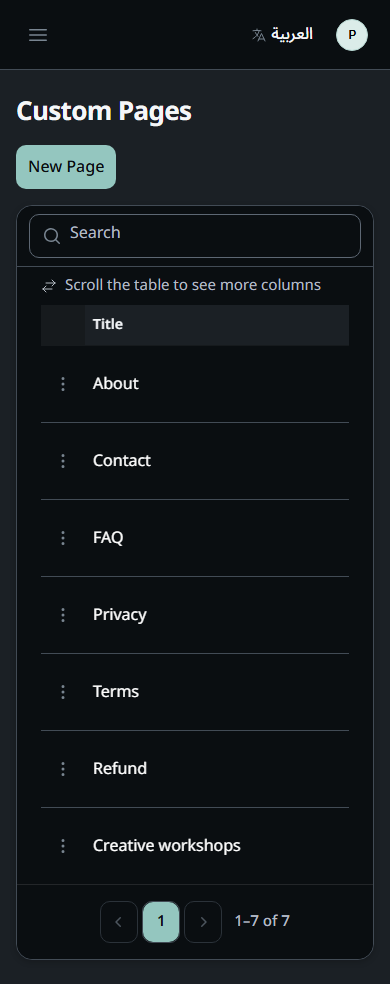 العربية
P
Custom Pages
New Page
Search
Scroll the table to see more columns
Title
About
Contact
FAQ
Privacy
Terms
Refund
Creative workshops
1
1–7 of 7